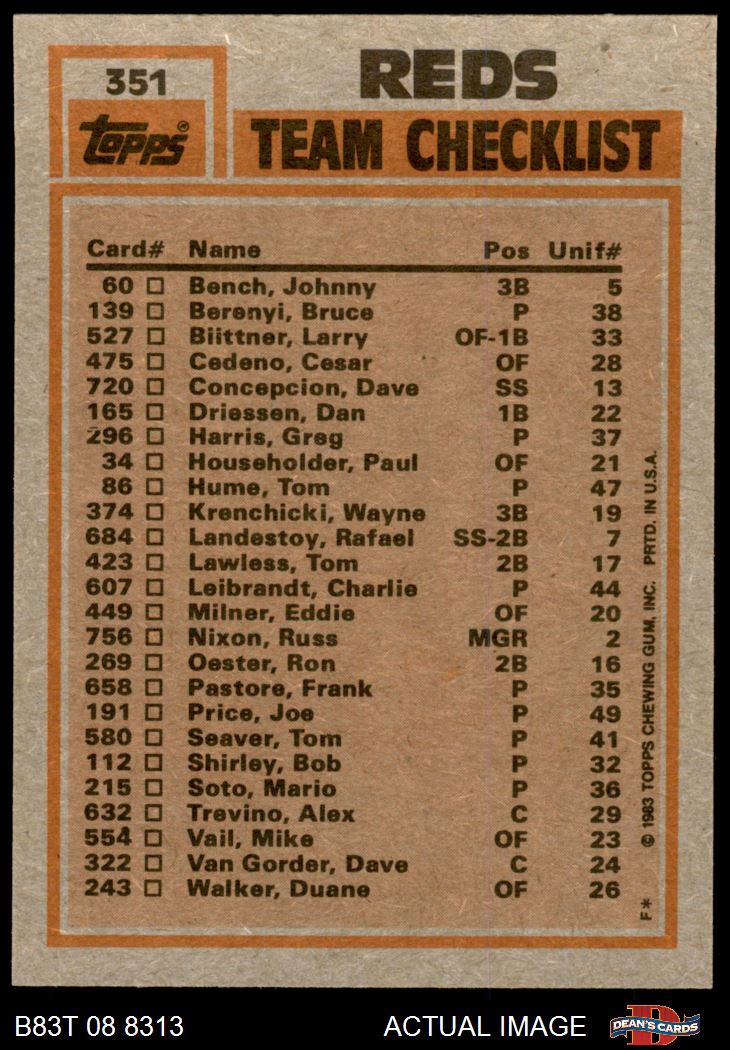 351
topps®
REDS
TEAM CHECKLIST
Card# Name Pos Unif#
60 Bench, Johnny 3B 5
139 Berenyi, Bruce P 38
527 Biittner, Larry OF-1B 33
475 Cedeno, Cesar OF 28
720 Concepcion, Dave SS 13
165 Driessen, Dan 1B 22
296 Harris, Greg P 37
34 Householder, Paul OF 21
86 Hume, Tom P 47
374 Krenchicki, Wayne 3B 19
684 Landestoy, Rafael SS-2B 7
423 Lawless, Tom 2B 17
607 Leibrandt, Charlie P 44
449 Milner, Eddie OF 20
756 Nixon, Russ MGR 2
269 Oester, Ron 2B 16
658 Pastore, Frank P 35
191 Price, Joe P 49
580 Seaver, Tom P 41
112 Shirley, Bob P 32
215 Soto, Mario P 36
632 Trevino, Alex C 29
554 Vail, Mike OF 23
322 Van Gorder, Dave C 24
243 Walker, Duane OF 26
F* © 1983 TOPPS CHEWING GUM, INC. PRTD. IN U.S.A.
B83T 08 8313 ACTUAL IMAGE
D
DEAN'S CARDS